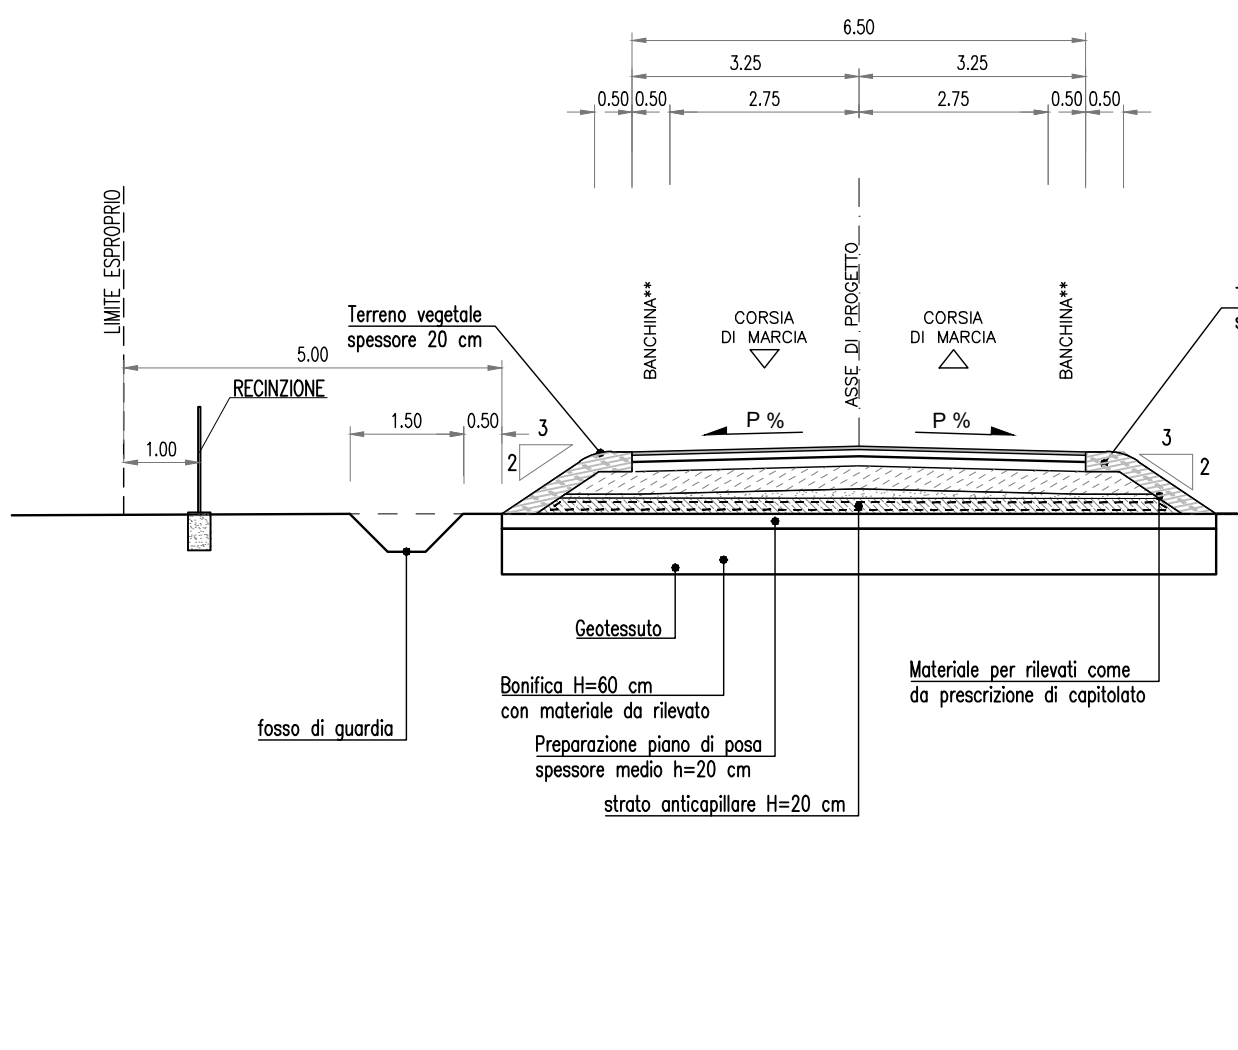 6.50
3.25 3.25
0.50 0.50 2.75 2.75 0.50 0.50
LIMITE ESPROPRIO
ASSE DI PROGETTO
BANCHINA**
BANCHINA**
Terreno vegetale
spessore 20 cm
CORSIA
DI MARCIA
CORSIA
DI MARCIA
5.00
RECINZIONE
1.50 0.50
3
2
P %
P %
3
2
1.00
Geotessuto
Bonifica H=60 cm
con materiale da rilevato
Materiale per rilevati come
da prescrizione di capitolato
fosso di guardia
Preparazione piano di posa
spessore medio h=20 cm
strato anticapillare H=20 cm